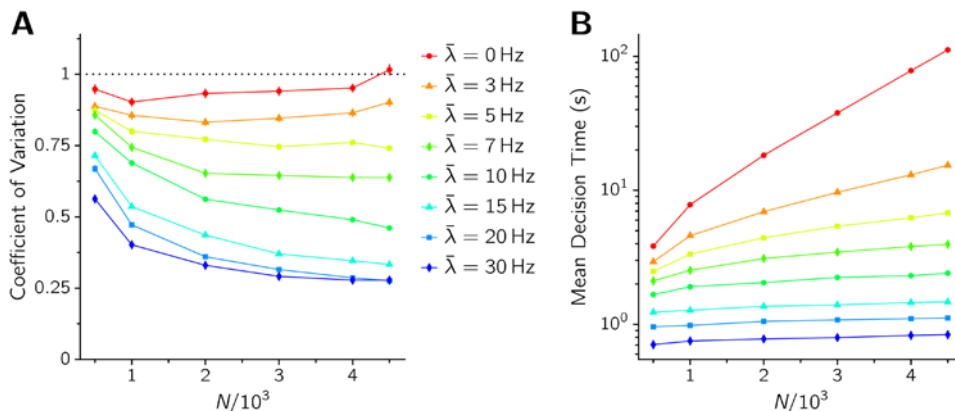 A
Coefficient of Variation
1
0.75
0.5
0.25
0
1
2
3
4
N/10³
λ̄ = 0 Hz
λ̄ = 3 Hz
λ̄ = 5 Hz
λ̄ = 7 Hz
λ̄ = 10 Hz
λ̄ = 15 Hz
λ̄ = 20 Hz
λ̄ = 30 Hz
B
Mean Decision Time (s)
10²
10¹
10⁰
1
2
3
4
N/10³